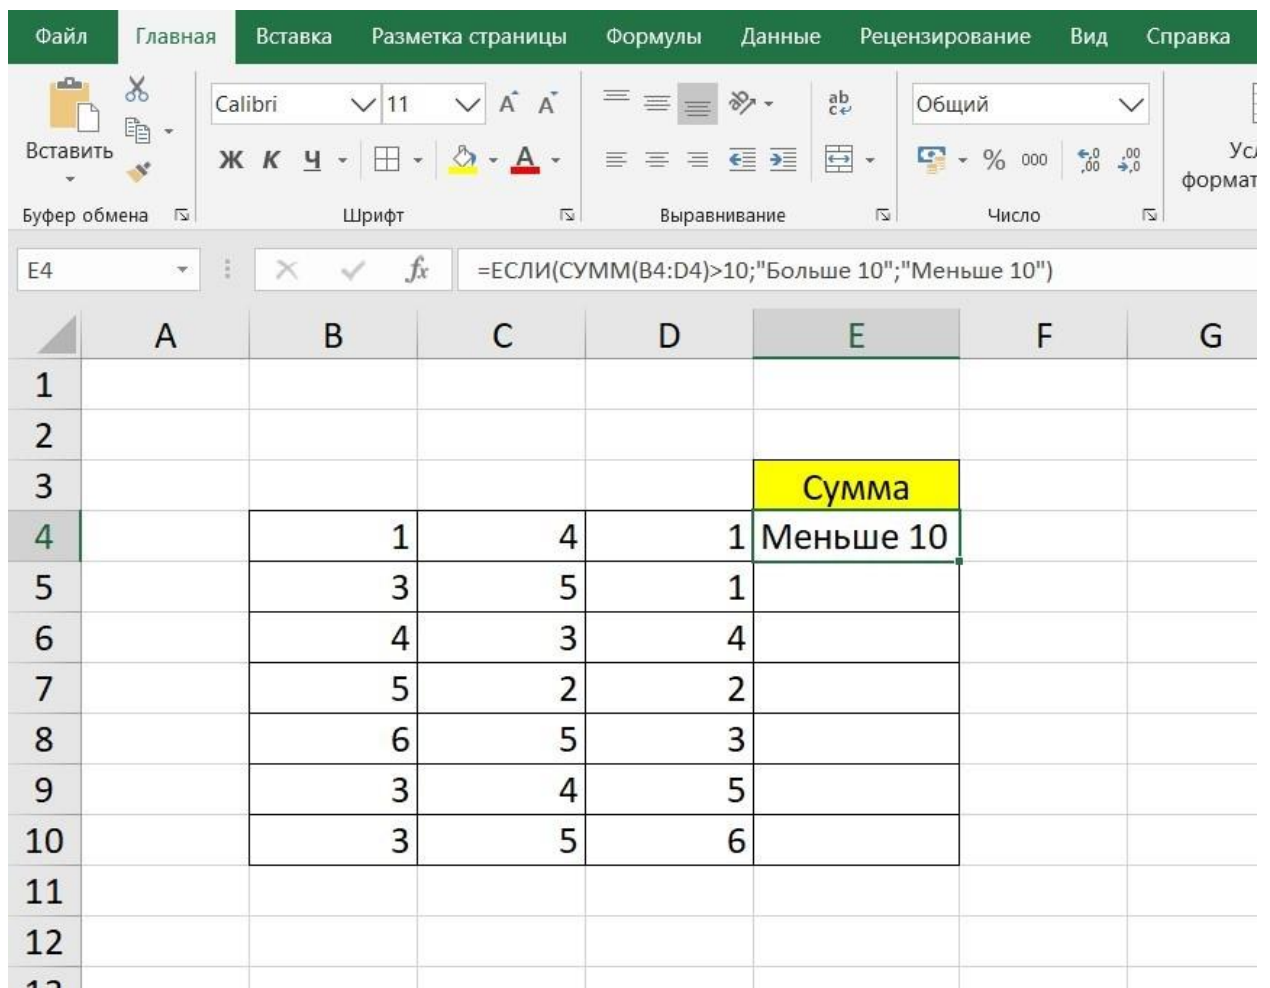 Файл Главная Вставка Разметка страницы Формулы Данные Рецензирование Вид Справка
Calibri 11 Общий
Вставить
Ж К Ч % 000
Буфер обмена Шрифт Выравнивание Число
E4 fx =ЕСЛИ(СУММ(B4:D4)>10;"Больше 10";"Меньше 10")
A B C D E F G
1
2
3 Сумма
4 1 4 1 Меньше 10
5 3 5 1
6 4 3 4
7 5 2 2
8 6 5 3
9 3 4 5
10 3 5 6
11
12